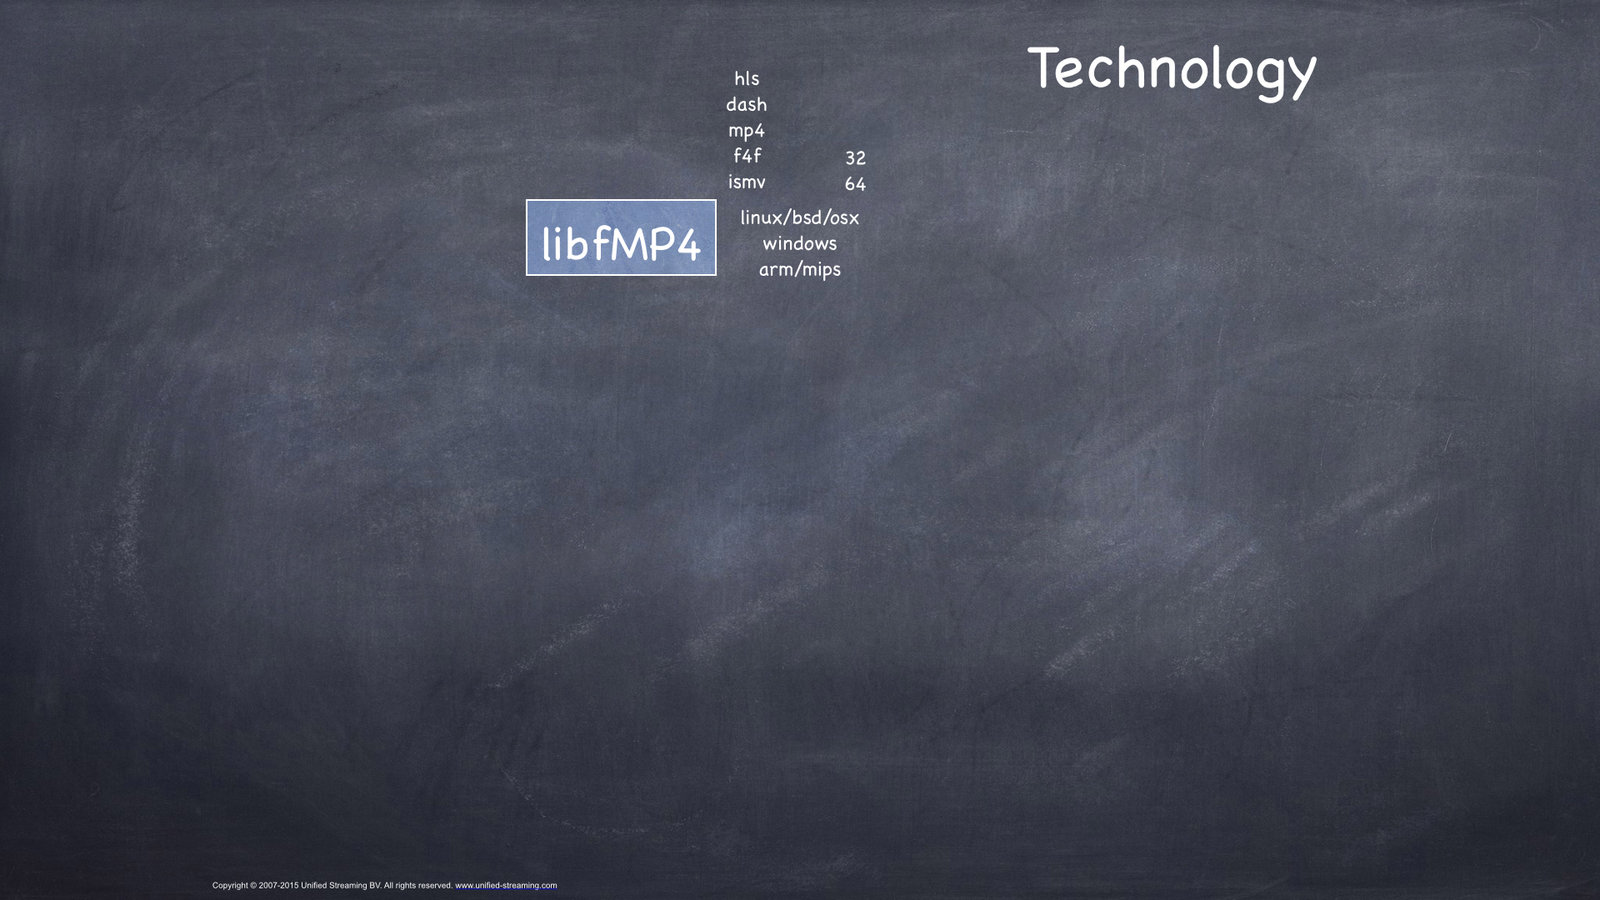 Technology
hls
dash
mp4
f4f
ismv
32
64
libfMP4
linux/bsd/osx
windows
arm/mips
Copyright © 2007-2015 Unified Streaming BV. All rights reserved. www.unified-streaming.com